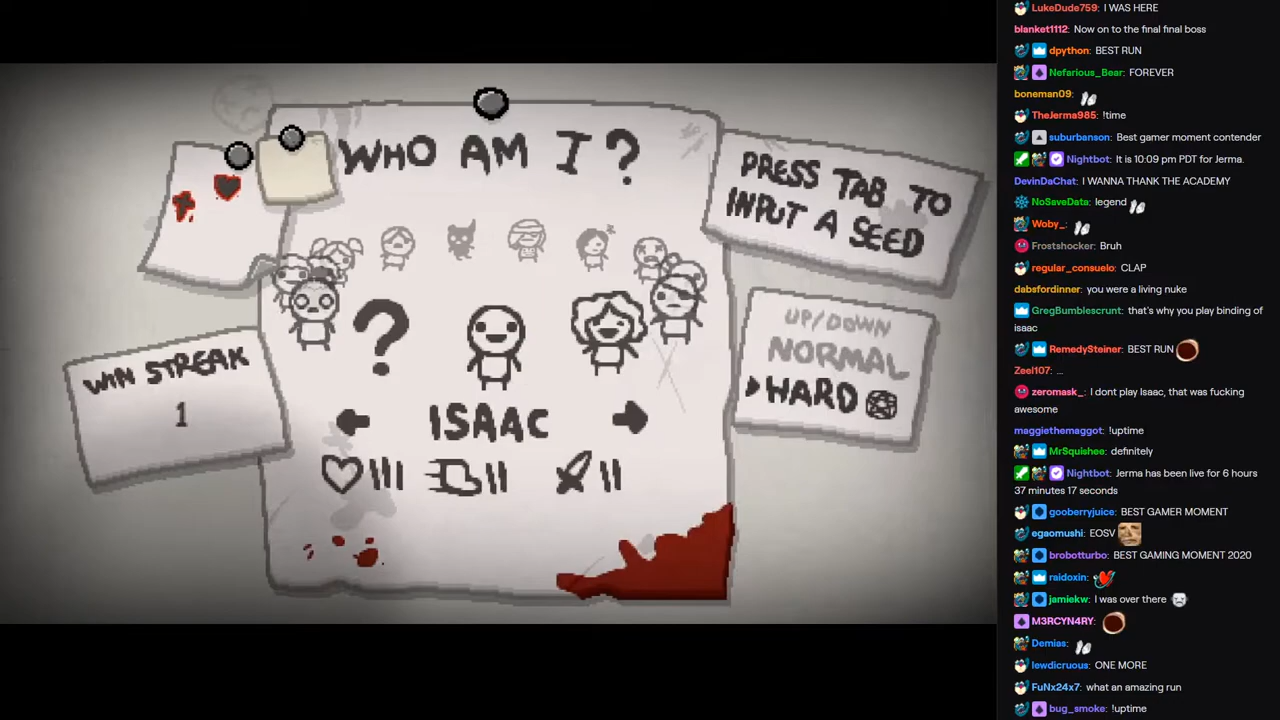 WHO AM I?
PRESS TAB TO
INPUT A SEED
WIN STREAK
1
UP/DOWN
NORMAL
HARD
ISAAC
LukeDude759: I WAS HERE
blanket1112: Now on to the final final boss
dpython: BEST RUN
Nefarious_Bear: FOREVER
boneman09:
TheJerma985: !time
suburbanson: Best gamer moment contender
Nightbot: It is 10:09 pm PDT for Jerma.
DevinDaChat: I WANNA THANK THE ACADEMY
NoSaveData: legend
Woby_:
Frostshocker: Bruh
regular_consuelo: CLAP
dabsfordinner: you were a living nuke
GregBumblescrunt: that's why you play binding of
isaac
RemedySteiner: BEST RUN
Zeel107: ...
zeromask_: I dont play Isaac, that was fucking
awesome
maggiethemaggot: !uptime
MrSquishee: definitely
Nightbot: Jerma has been live for 6 hours
37 minutes 17 seconds
gooberryjuice: BEST GAMER MOMENT
egaomushi: EOSV
brobotturbo: BEST GAMING MOMENT 2020
raidoxin:
jamiekw: I was over there
M3RCYN4RY:
Demias:
lewdicruous: ONE MORE
FuNx24x7: what an amazing run
bug_smoke: !uptime